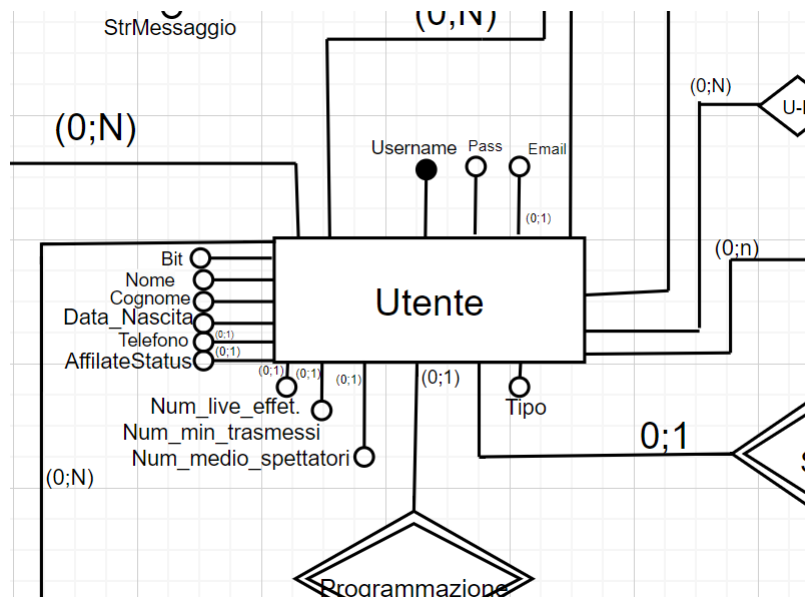 (0,N)
StrMessaggio
(0;N)
U-
(0;N)
Username
Pass
Email
(0;1)
(0;n)
Bit
Nome
Cognome
Data_Nascita
Telefono
(0;1)
AffilateStatus
(0;1)
Utente
(0;1)
(0;1)
(0;1)
(0;1)
Num_live_effet.
Tipo
Num_min_trasmessi
0;1
Num_medio_spettatori
(0;N)
Programmazione